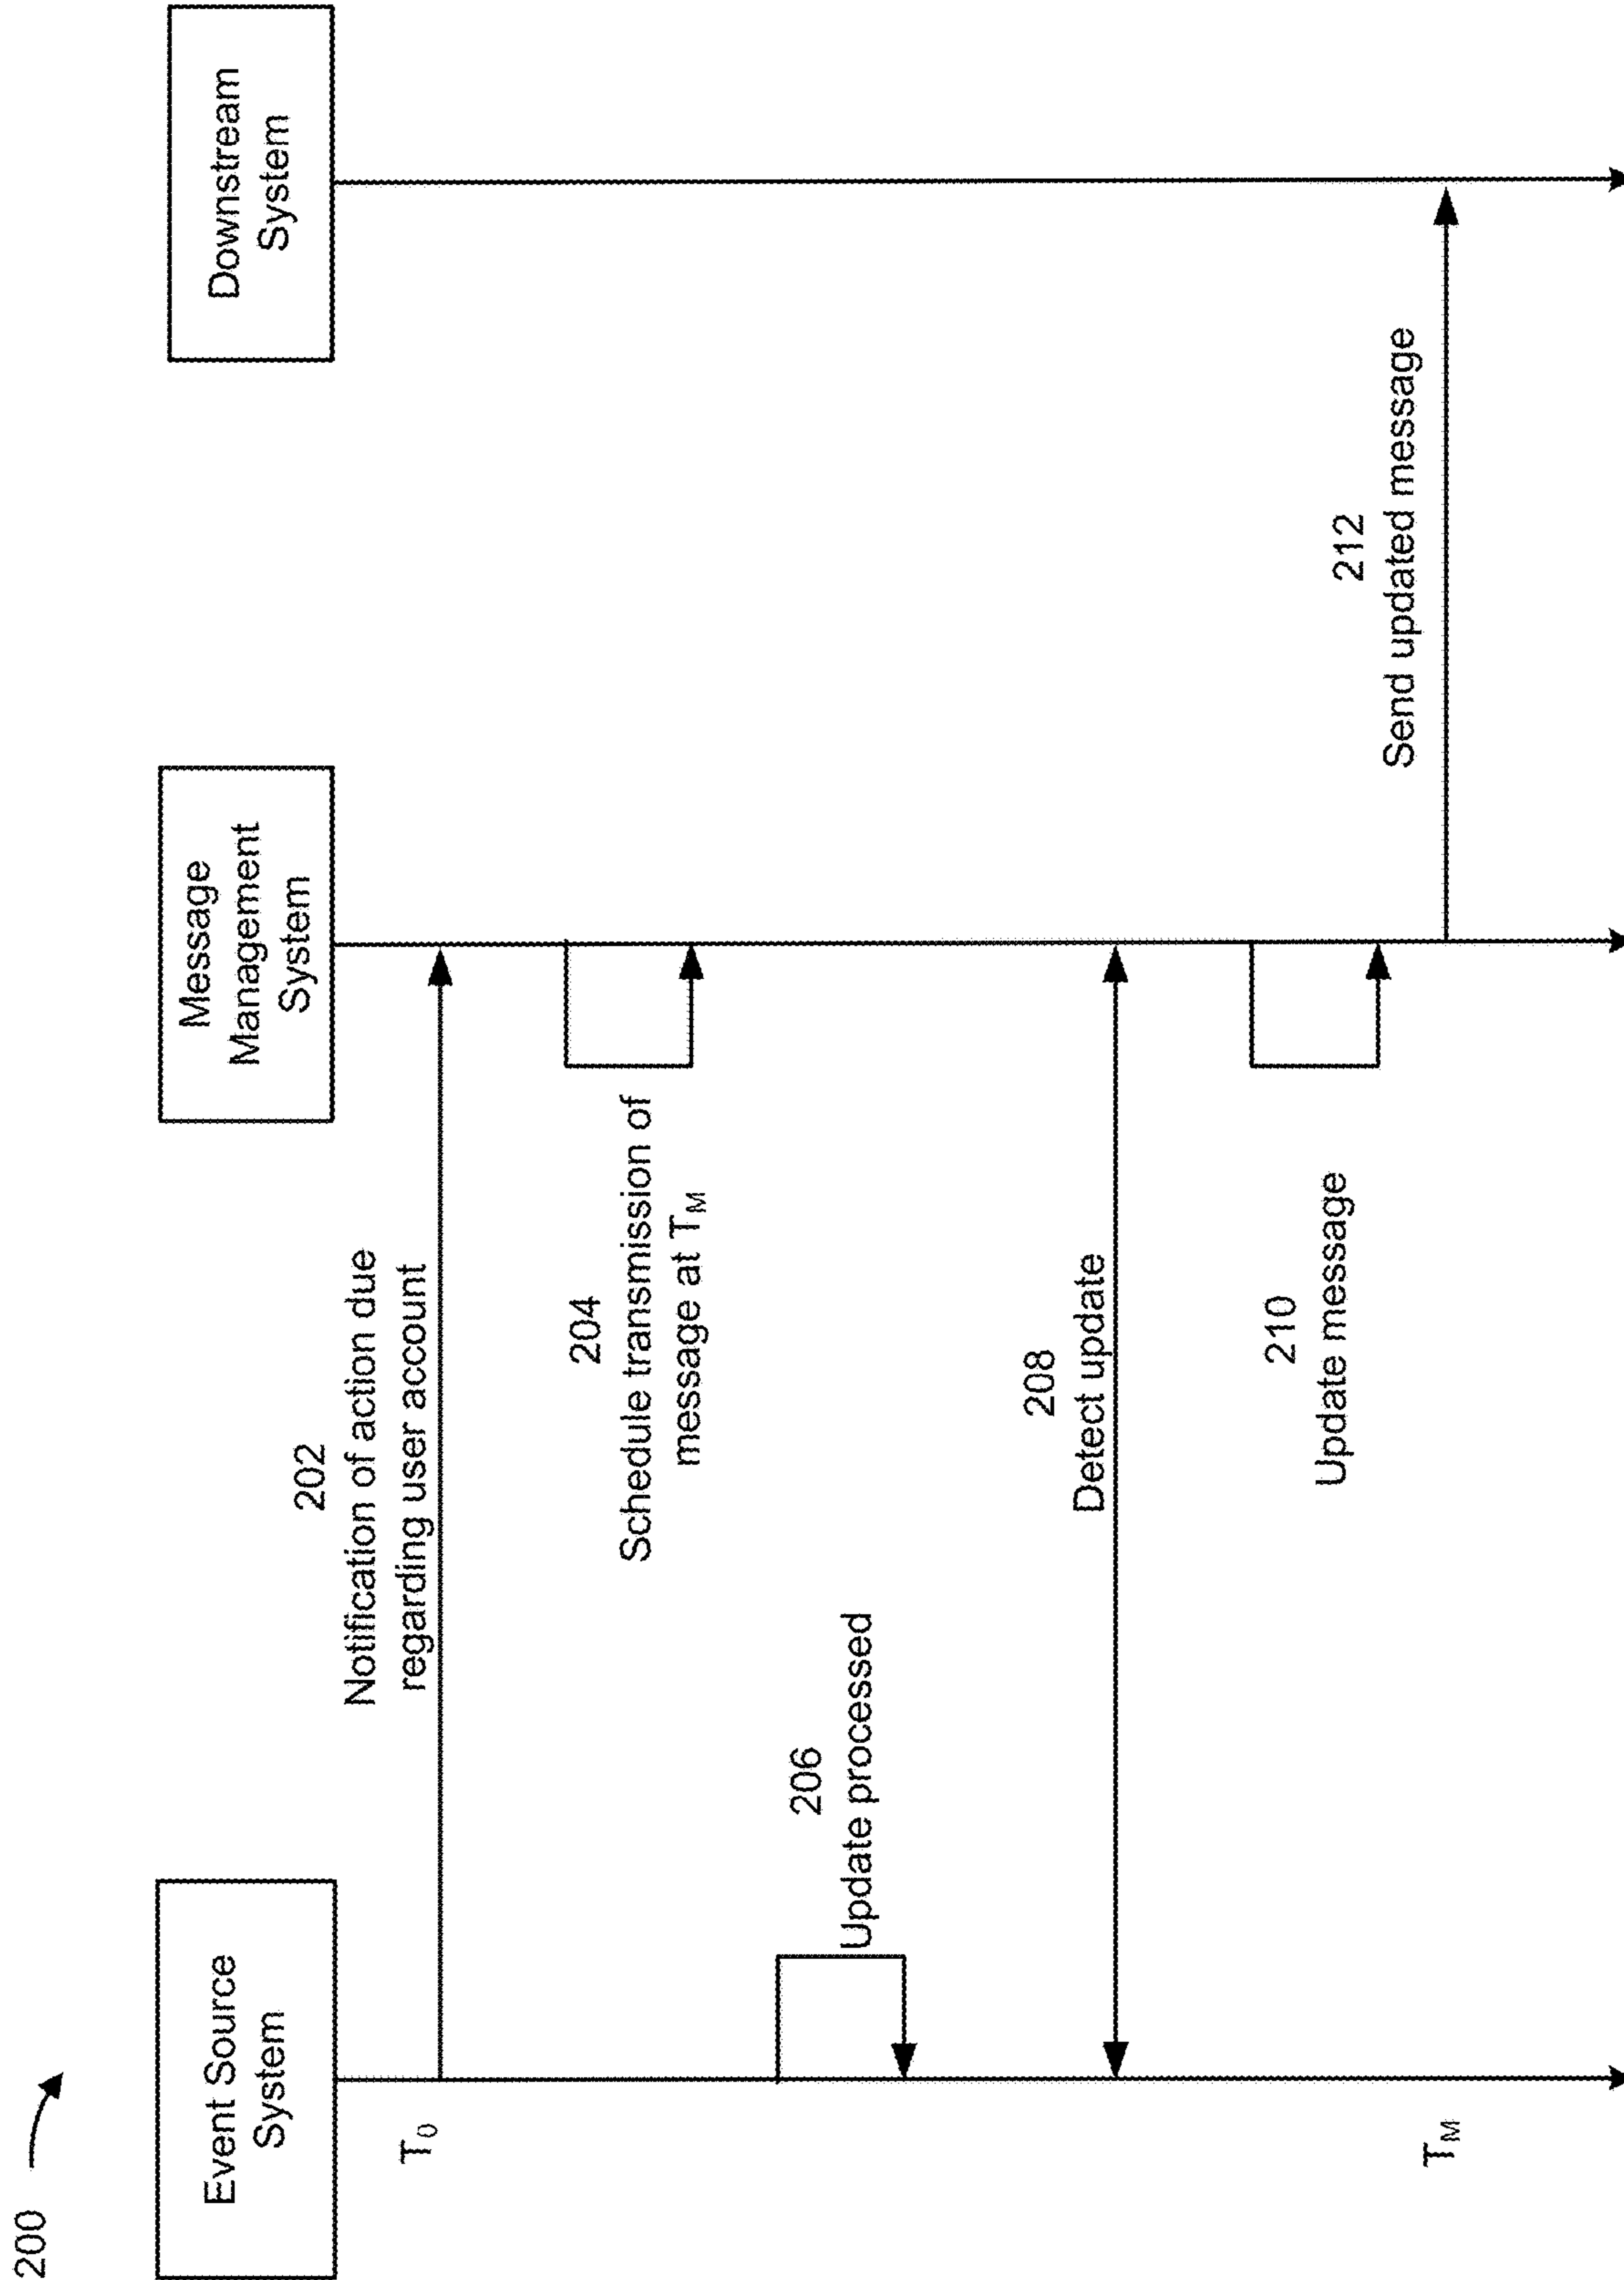 200
Event Source
System
Message
Management
System
Downstream
System
T0
202
Notification of action due
regarding user account
204
Schedule transmission of
message at TM
206
Update processed
208
Detect update
210
Update message
TM
212
Send updated message